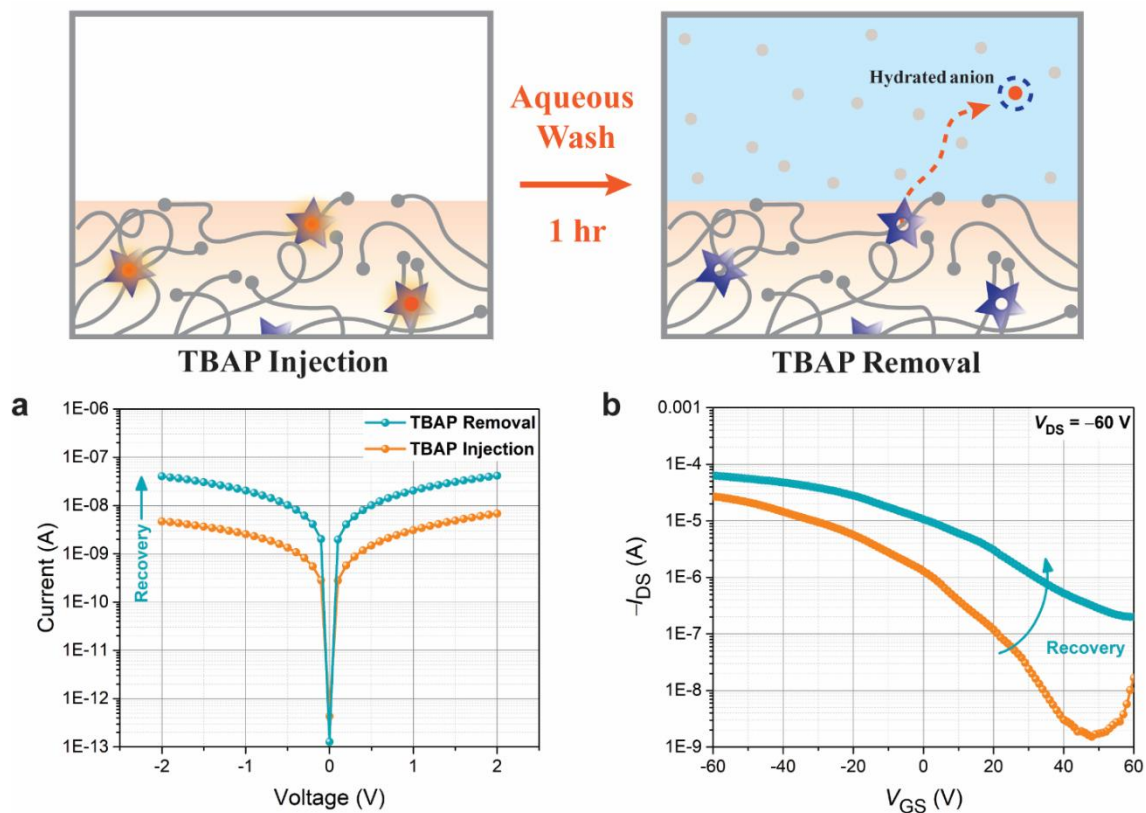 Aqueous
Wash
1 hr
Hydrated anion
TBAP Injection
TBAP Removal
a
1E-06
1E-07
1E-08
1E-09
1E-10
1E-11
1E-12
1E-13
Current (A)
Recovery
TBAP Removal
TBAP Injection
-2
-1
0
1
2
Voltage (V)
b
0.001
1E-4
1E-5
1E-6
1E-7
1E-8
1E-9
−IDS (A)
VDS = −60 V
Recovery
-60
-40
-20
0
20
40
60
VGS (V)